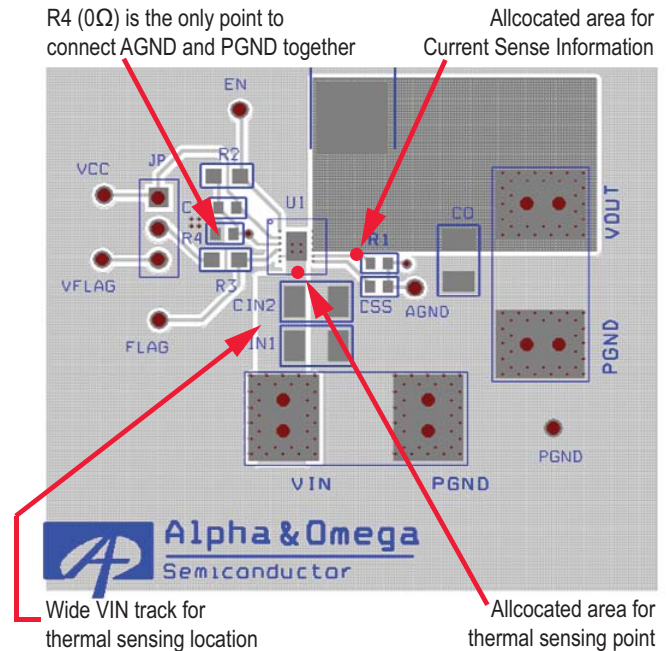 R4 (0Ω) is the only point to
connect AGND and PGND together
Allcocated area for
Current Sense Information
EN
VCC
JP
R2
C
U1
R4
R1
CO
VOUT
R3
VFLAG
CIN2
CSS
AGND
FLAG
IN1
PGND
PGND
VIN
PGND
Alpha & Omega
Semiconductor
Wide VIN track for
thermal sensing location
Allcocated area for
thermal sensing point